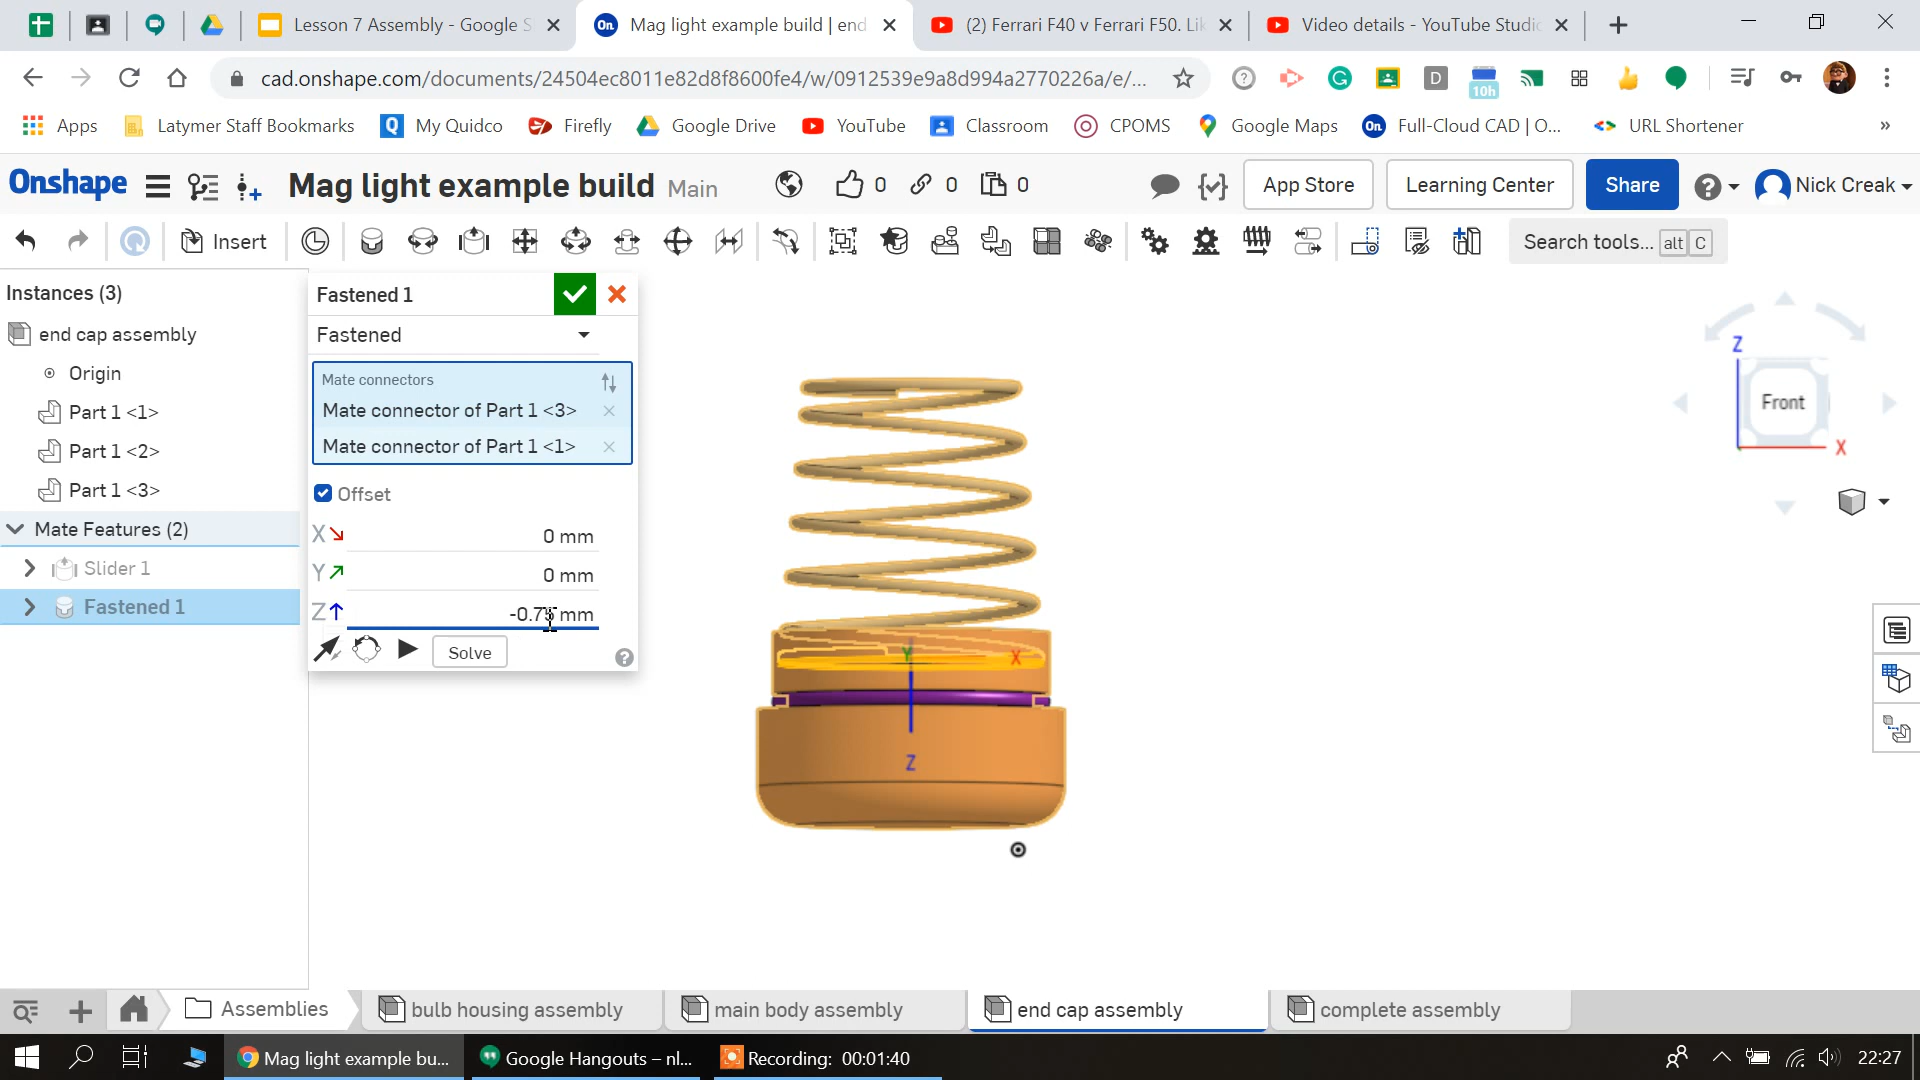 Lesson 7 Assembly - Google S
Mag light example build | end
(2) Ferrari F40 v Ferrari F50. Lik
Video details - YouTube Studio
cad.onshape.com/documents/24504ec8011e82d8f8600fe4/w/0912539e9a8d994a2770226a/e/...
D
10h
Apps
Latymer Staff Bookmarks
Q
My Quidco
Firefly
Google Drive
YouTube
Classroom
CPOMS
Google Maps
On
Full-Cloud CAD | O...
URL Shortener
»
Onshape
Mag light example build Main
0
0
0
App Store
Learning Center
Share
Nick Creak
Insert
Search tools... alt C
Instances (3)
end cap assembly
Origin
Part 1 <1>
Part 1 <2>
Part 1 <3>
Mate Features (2)
Slider 1
Fastened 1
Fastened 1
Fastened
Mate connectors
Mate connector of Part 1 <3>
Mate connector of Part 1 <1>
Offset
X 0 mm
Y 0 mm
Z -0.75 mm
Solve
Y
X
Z
Z
Front
X
Assemblies
bulb housing assembly
main body assembly
end cap assembly
complete assembly
Mag light example bu...
Google Hangouts – nl...
Recording: 00:01:40
22:27